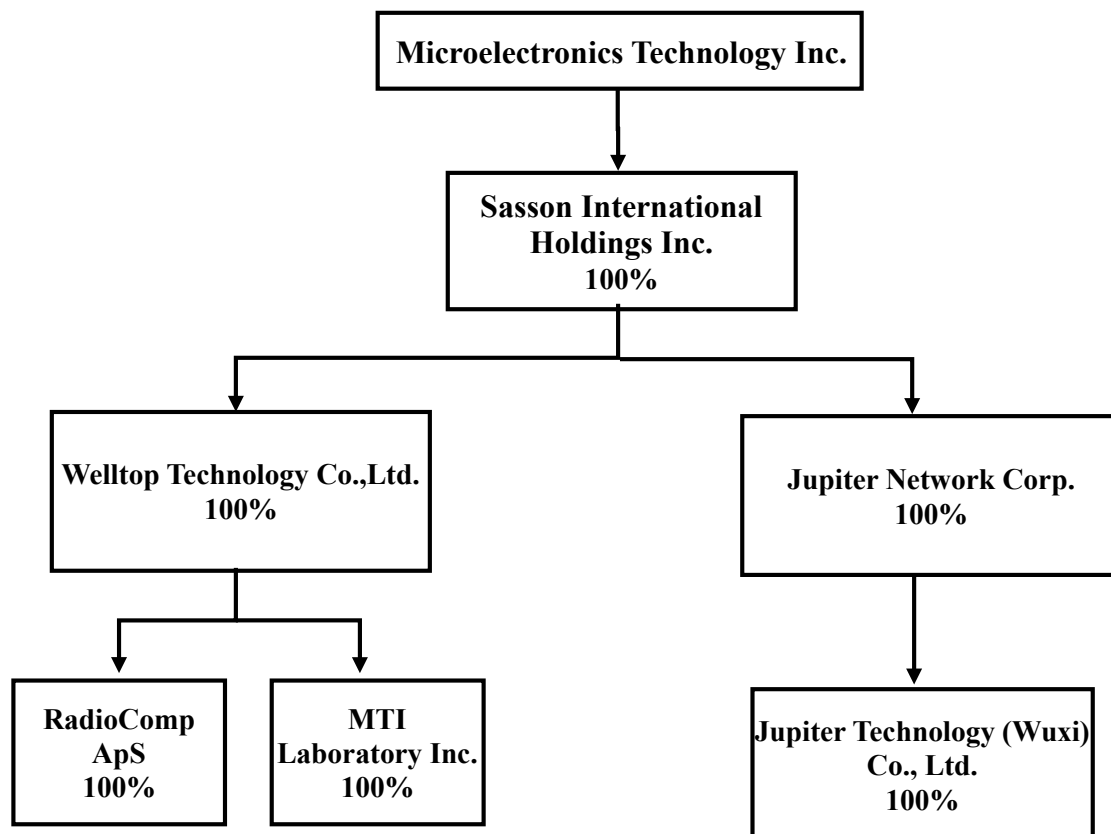 Microelectronics Technology Inc.
Sasson International
Holdings Inc.
100%
Welltop Technology Co.,Ltd.
100%
Jupiter Network Corp.
100%
RadioComp
ApS
100%
MTI
Laboratory Inc.
100%
Jupiter Technology (Wuxi)
Co., Ltd.
100%